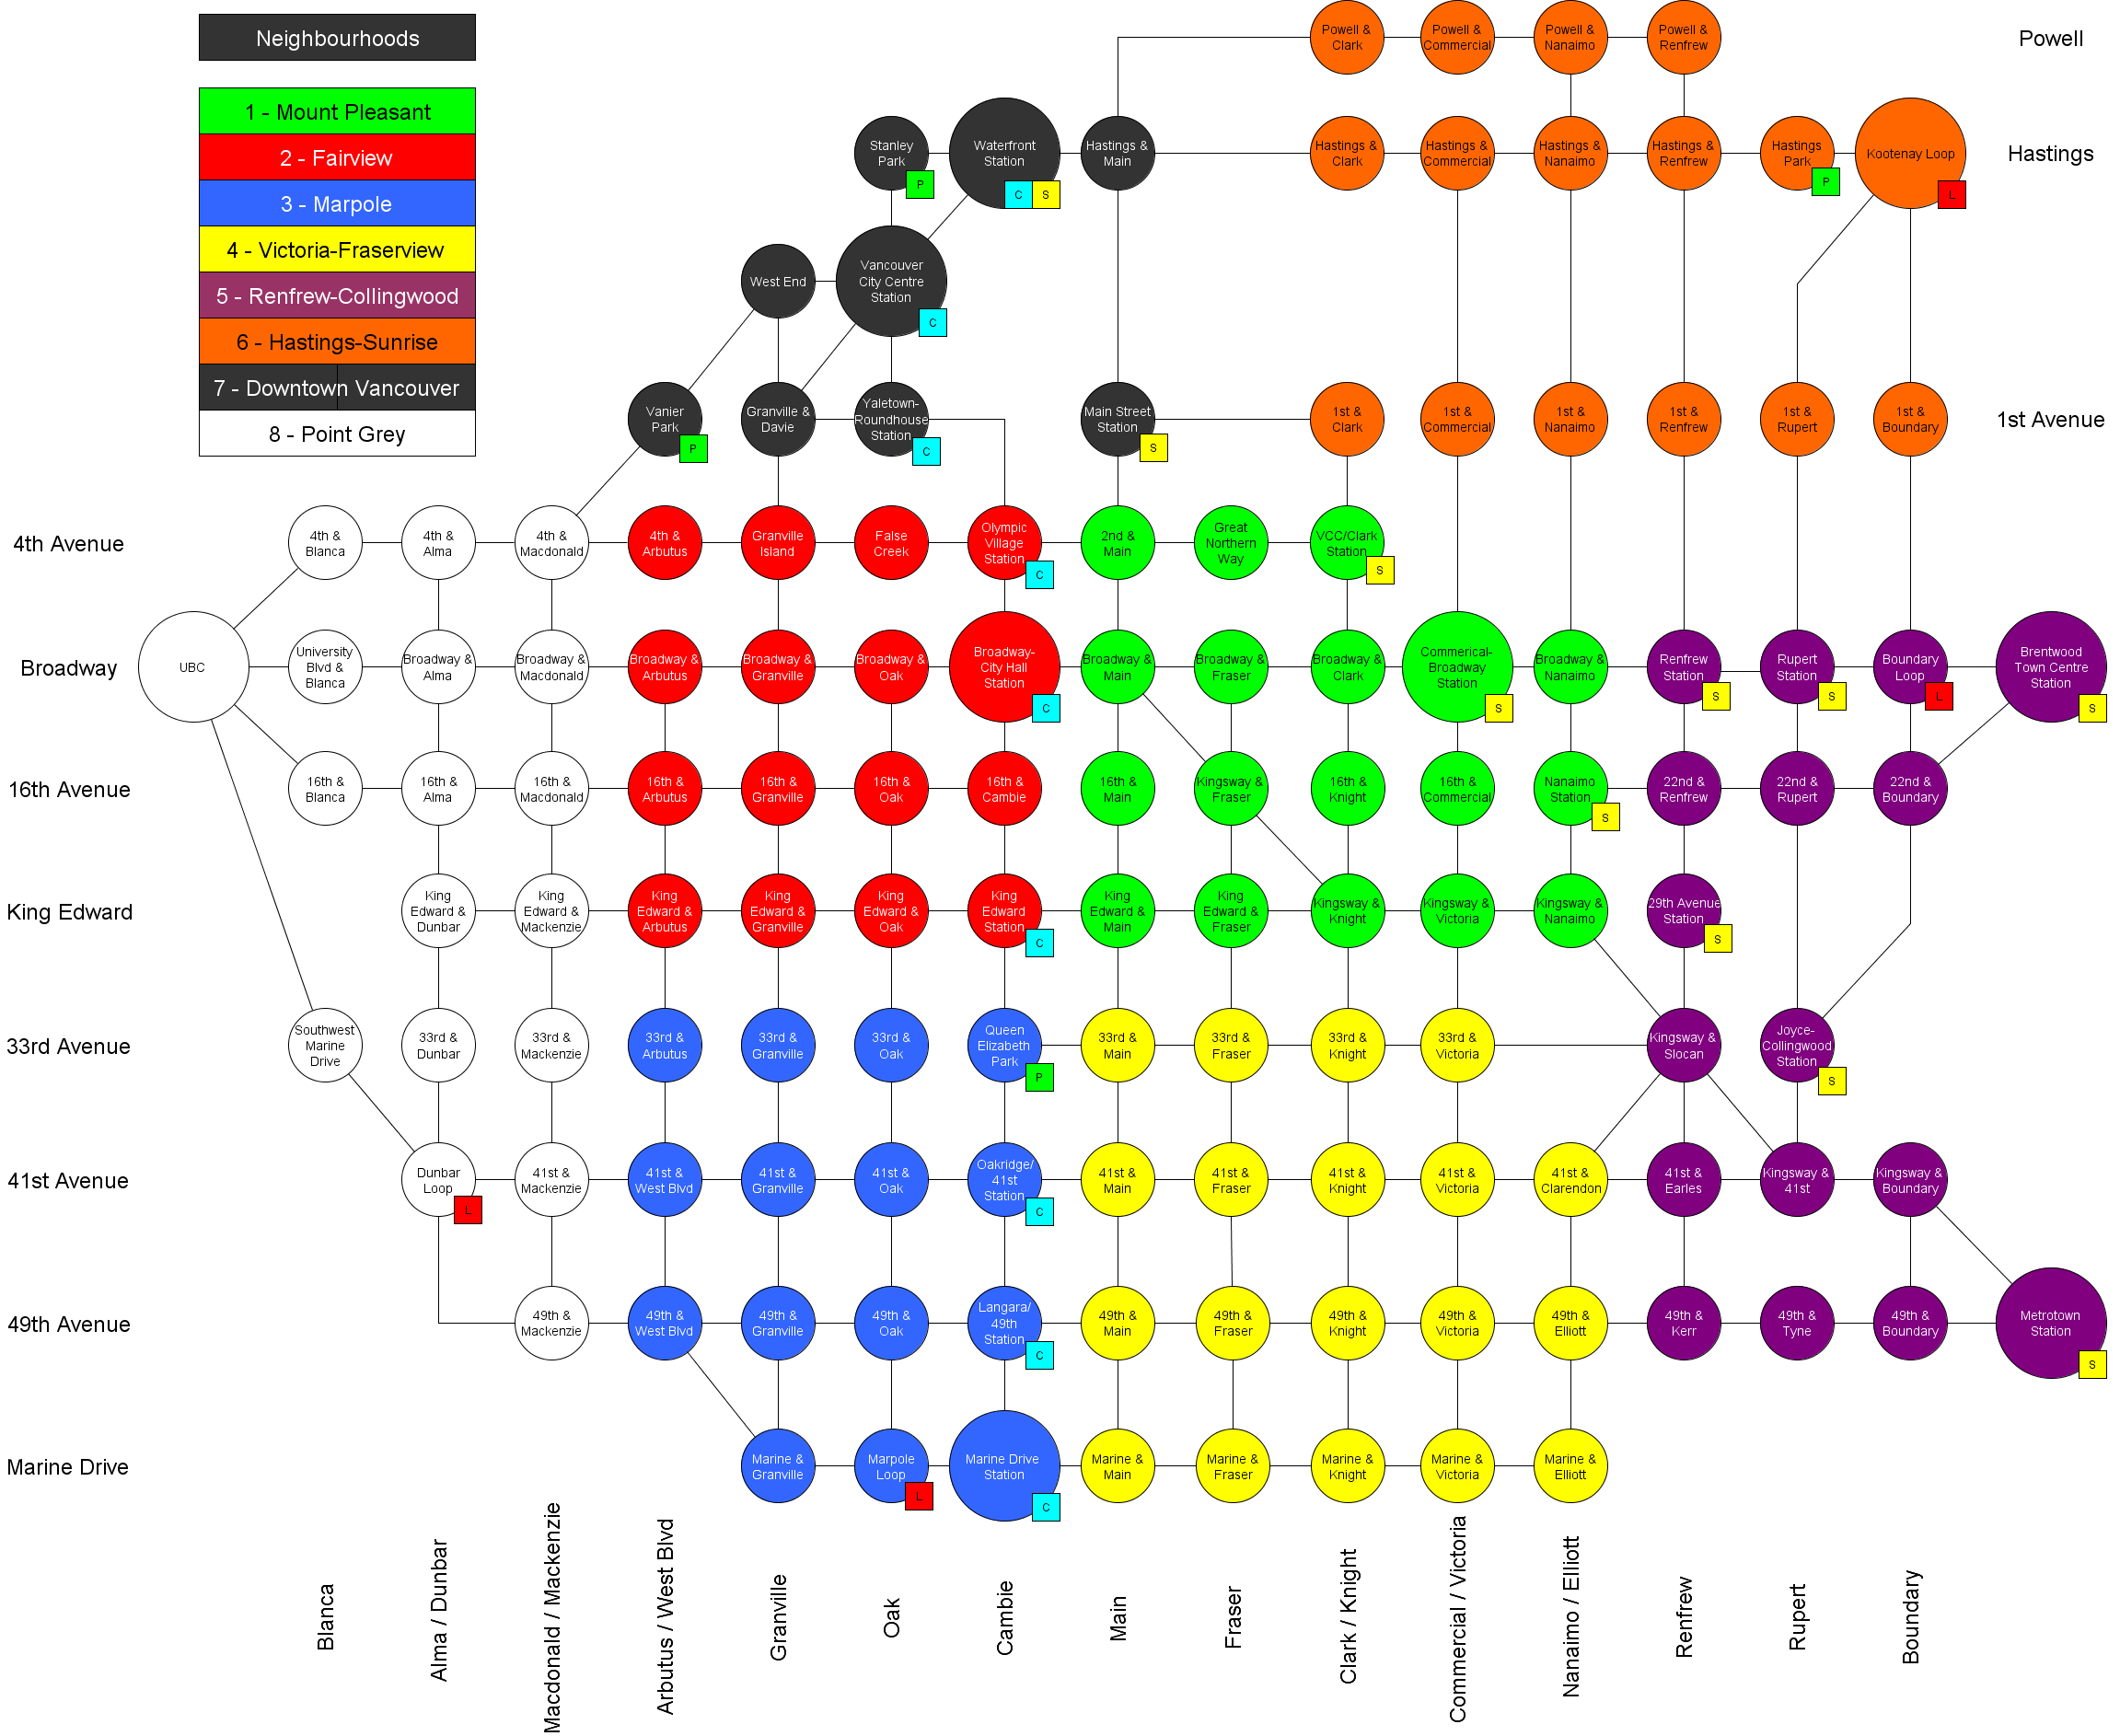 Neighbourhoods
1 - Mount Pleasant
2 - Fairview
3 - Marpole
4 - Victoria-Fraserview
5 - Renfrew-Collingwood
6 - Hastings-Sunrise
7 - Downtown Vancouver
8 - Point Grey
Powell &
Clark
Powell &
Commercial
Powell &
Nanaimo
Powell &
Renfrew
Powell
Stanley
Park
P
Waterfront
Station
C
S
Hastings &
Main
Hastings &
Clark
Hastings &
Commercial
Hastings &
Nanaimo
Hastings &
Renfrew
Hastings
Park
P
Kootenay Loop
L
Hastings
West End
Vancouver
City Centre
Station
C
Vanier
Park
P
Granville &
Davie
Yaletown-
Roundhouse
Station
C
Main Street
Station
S
1st &
Clark
1st &
Commercial
1st &
Nanaimo
1st &
Renfrew
1st &
Rupert
1st &
Boundary
1st Avenue
4th Avenue
4th &
Blanca
4th &
Alma
4th &
Macdonald
4th &
Arbutus
Granville
Island
False
Creek
Olympic
Village
Station
C
2nd &
Main
Great
Northern
Way
VCC/Clark
Station
S
Broadway
UBC
University
Blvd &
Blanca
Broadway &
Alma
Broadway &
Macdonald
Broadway &
Arbutus
Broadway &
Granville
Broadway &
Oak
Broadway-
City Hall
Station
C
Broadway &
Main
Broadway &
Fraser
Broadway &
Clark
Commerical-
Broadway
Station
S
Broadway &
Nanaimo
Renfrew
Station
S
Rupert
Station
S
Boundary
Loop
L
Brentwood
Town Centre
Station
S
16th Avenue
16th &
Blanca
16th &
Alma
16th &
Macdonald
16th &
Arbutus
16th &
Granville
16th &
Oak
16th &
Cambie
16th &
Main
Kingsway &
Fraser
16th &
Knight
16th &
Commercial
Nanaimo
Station
S
22nd &
Renfrew
22nd &
Rupert
22nd &
Boundary
King Edward
King
Edward &
Dunbar
King
Edward &
Mackenzie
King
Edward &
Arbutus
King
Edward &
Granville
King
Edward &
Oak
King
Edward
Station
C
King
Edward &
Main
King
Edward &
Fraser
Kingsway &
Knight
Kingsway &
Victoria
Kingsway &
Nanaimo
29th Avenue
Station
S
33rd Avenue
Southwest
Marine
Drive
33rd &
Dunbar
33rd &
Mackenzie
33rd &
Arbutus
33rd &
Granville
33rd &
Oak
Queen
Elizabeth
Park
P
33rd &
Main
33rd &
Fraser
33rd &
Knight
33rd &
Victoria
Kingsway &
Slocan
Joyce-
Collingwood
Station
S
41st Avenue
Dunbar
Loop
L
41st &
Mackenzie
41st &
West Blvd
41st &
Granville
41st &
Oak
Oakridge/
41st
Station
C
41st &
Main
41st &
Fraser
41st &
Knight
41st &
Victoria
41st &
Clarendon
41st &
Earles
Kingsway &
41st
Kingsway &
Boundary
49th Avenue
49th &
Mackenzie
49th &
West Blvd
49th &
Granville
49th &
Oak
Langara/
49th
Station
C
49th &
Main
49th &
Fraser
49th &
Knight
49th &
Victoria
49th &
Elliott
49th &
Kerr
49th &
Tyne
49th &
Boundary
Metrotown
Station
S
Marine Drive
Marine &
Granville
Marpole
Loop
L
Marine Drive
Station
C
Marine &
Main
Marine &
Fraser
Marine &
Knight
Marine &
Victoria
Marine &
Elliott
Blanca
Alma / Dunbar
Macdonald / Mackenzie
Arbutus / West Blvd
Granville
Oak
Cambie
Main
Fraser
Clark / Knight
Commercial / Victoria
Nanaimo / Elliott
Renfrew
Rupert
Boundary